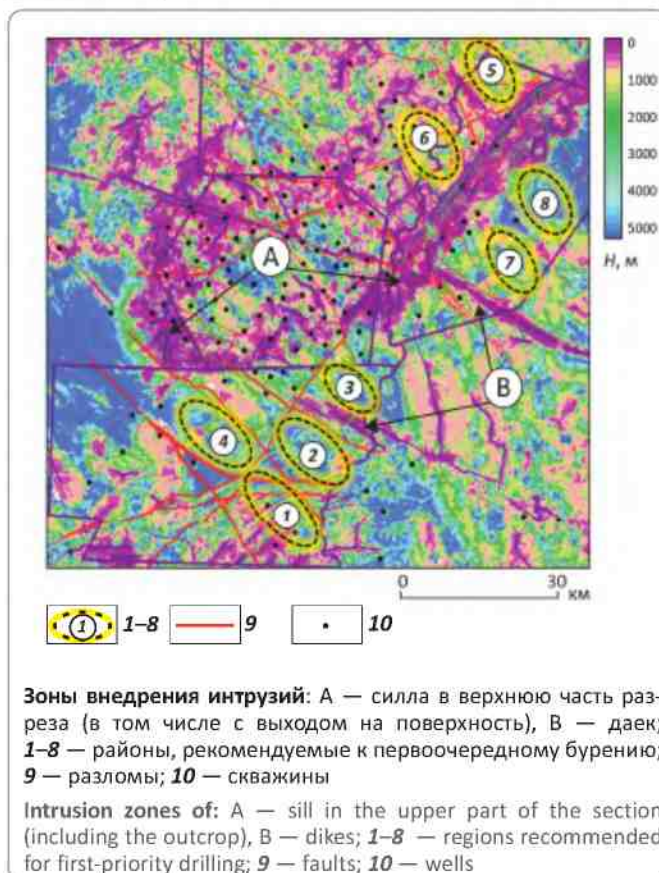 0
1000
2000
3000
4000
5000
H, м
5
6
8
7
A
3
B
4
2
1
0 30
км
1 1–8 9 10
Зоны внедрения интрузий: А — силла в верхнюю часть раз-
реза (в том числе с выходом на поверхность), В — даек;
1–8 — районы, рекомендуемые к первоочередному бурению;
9 — разломы; 10 — скважины
Intrusion zones of: A — sill in the upper part of the section
(including the outcrop), B — dikes; 1–8 — regions recommended
for first-priority drilling; 9 — faults; 10 — wells